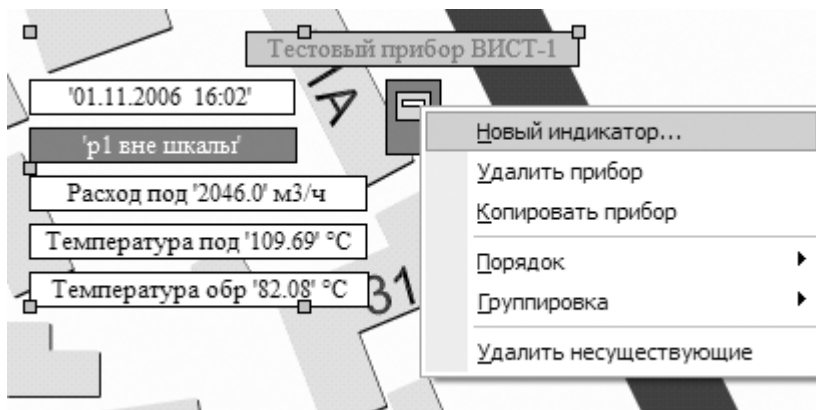 Тестовый прибор ВИСТ-1
'01.11.2006 16:02'
'p1 вне шкалы'
Расход под '2046.0' м3/ч
Температура под '109.69' °C
Температура обр '82.08' °C
31
Новый индикатор...
Удалить прибор
Копировать прибор
Порядок
Группировка
Удалить несуществующие